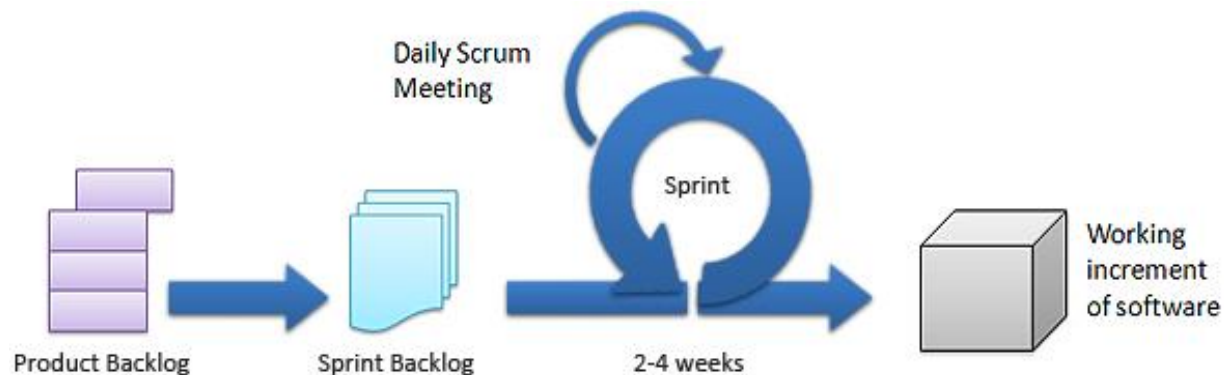 Daily Scrum
Meeting
Sprint
Working
increment
of software
Product Backlog
Sprint Backlog
2-4 weeks